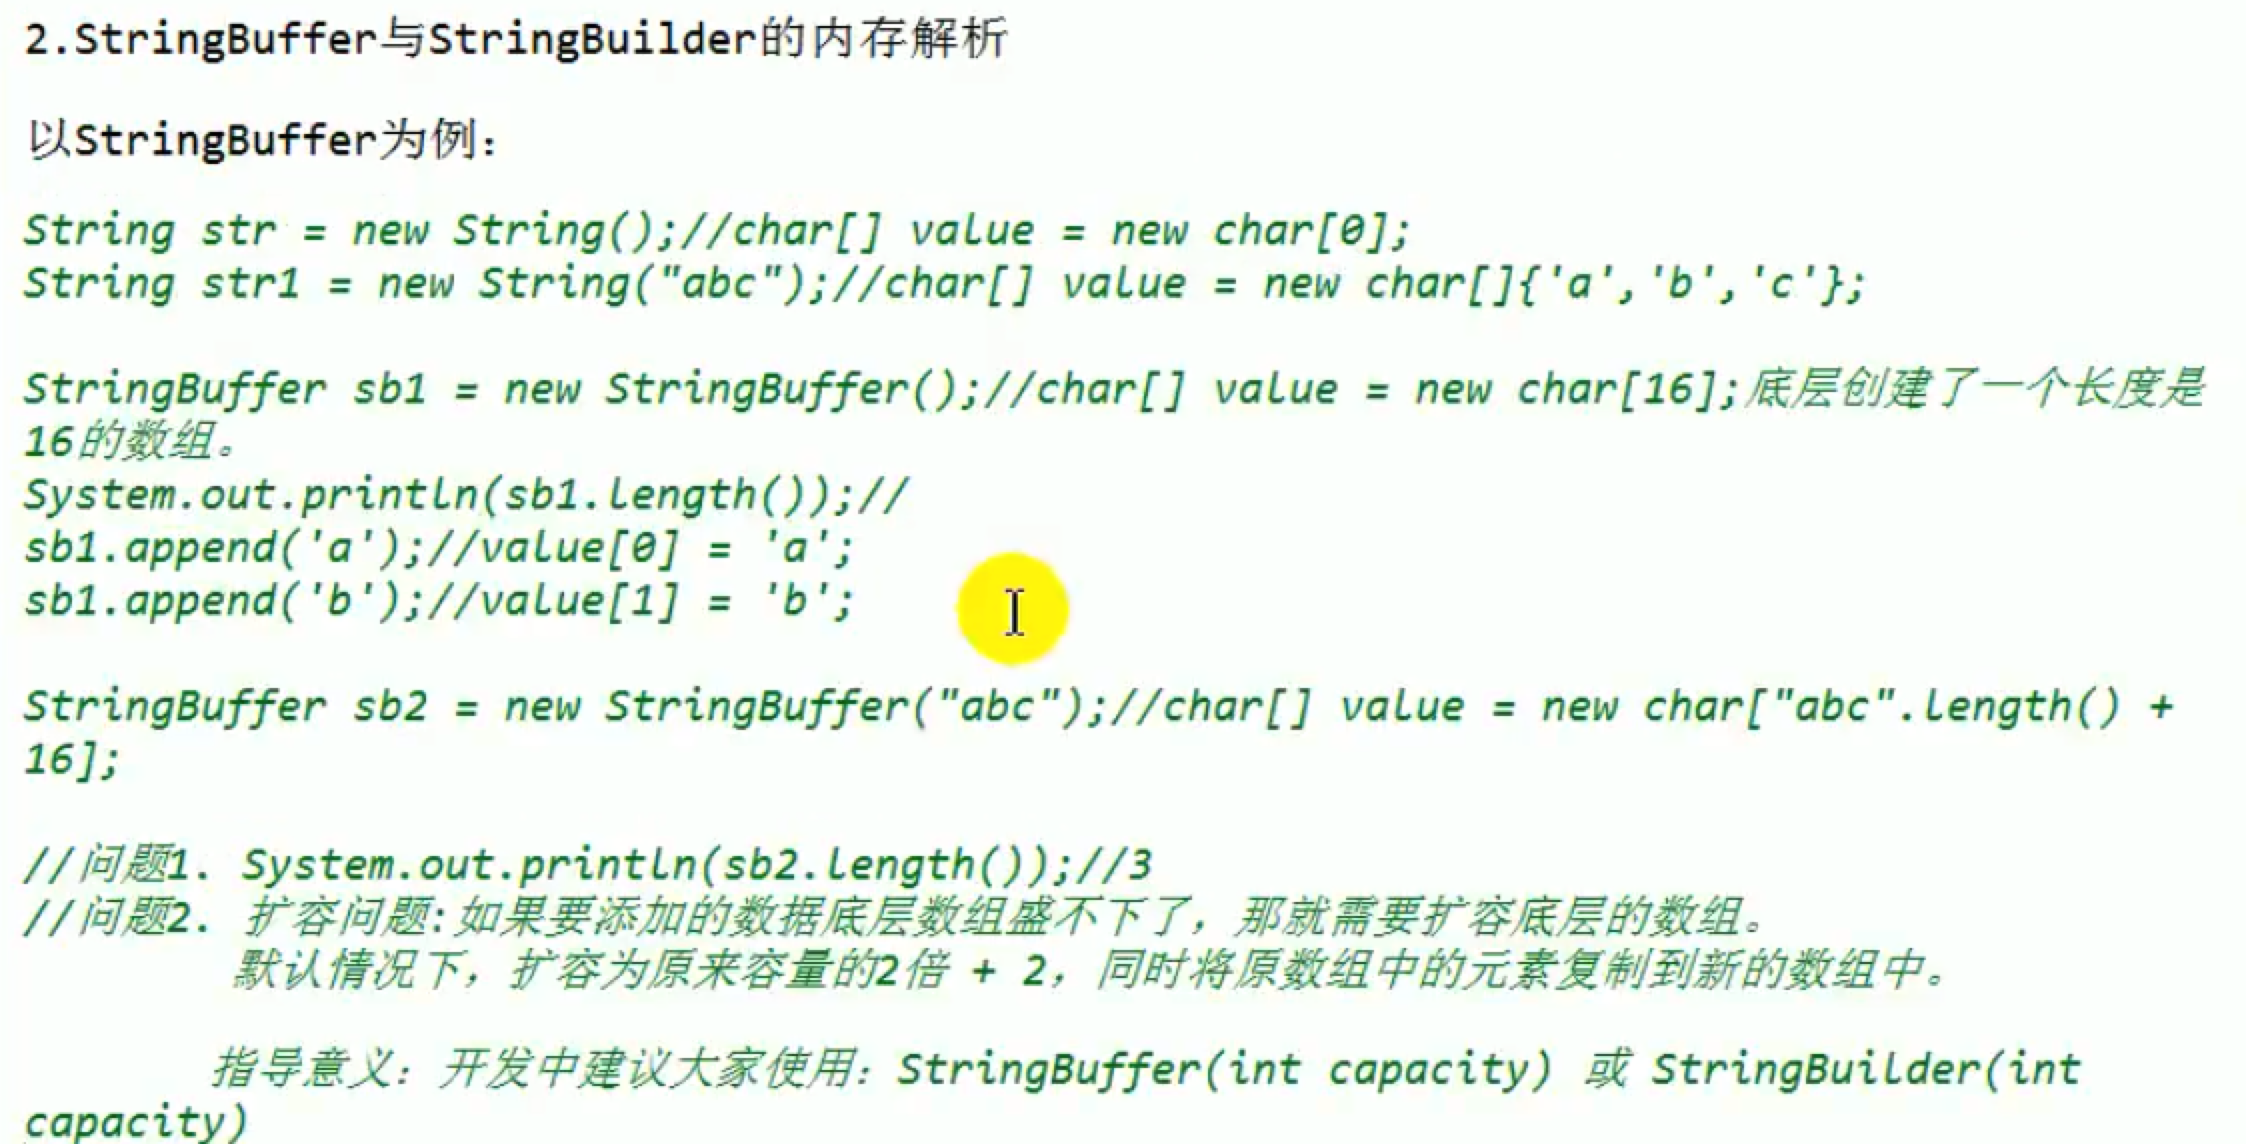 2.StringBuffer与StringBuilder的内存解析
以StringBuffer为例：
String str = new String();//char[] value = new char[0];
String str1 = new String("abc");//char[] value = new char[]{'a','b','c'};
StringBuffer sb1 = new StringBuffer();//char[] value = new char[16];底层创建了一个长度是
16的数组。
System.out.println(sb1.length());//
sb1.append('a');//value[0] = 'a';
sb1.append('b');//value[1] = 'b';
StringBuffer sb2 = new StringBuffer("abc");//char[] value = new char["abc".length() +
16];
//问题1. System.out.println(sb2.length());//3
//问题2. 扩容问题:如果要添加的数据底层数组盛不下了，那就需要扩容底层的数组。
默认情况下，扩容为原来容量的2倍 + 2，同时将原数组中的元素复制到新的数组中。
指导意义：开发中建议大家使用：StringBuffer(int capacity) 或 StringBuilder(int
capacity)